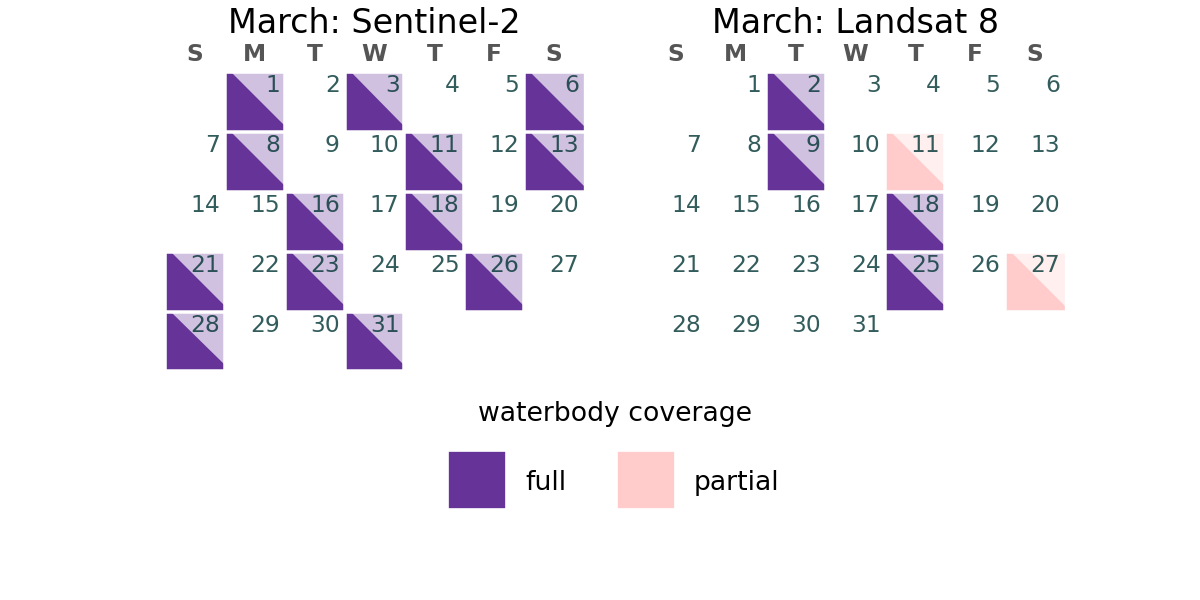 March: Sentinel-2
S M T W T F S
1 2 3 4 5 6
7 8 9 10 11 12 13
14 15 16 17 18 19 20
21 22 23 24 25 26 27
28 29 30 31
March: Landsat 8
S M T W T F S
1 2 3 4 5 6
7 8 9 10 11 12 13
14 15 16 17 18 19 20
21 22 23 24 25 26 27
28 29 30 31
waterbody coverage
full partial